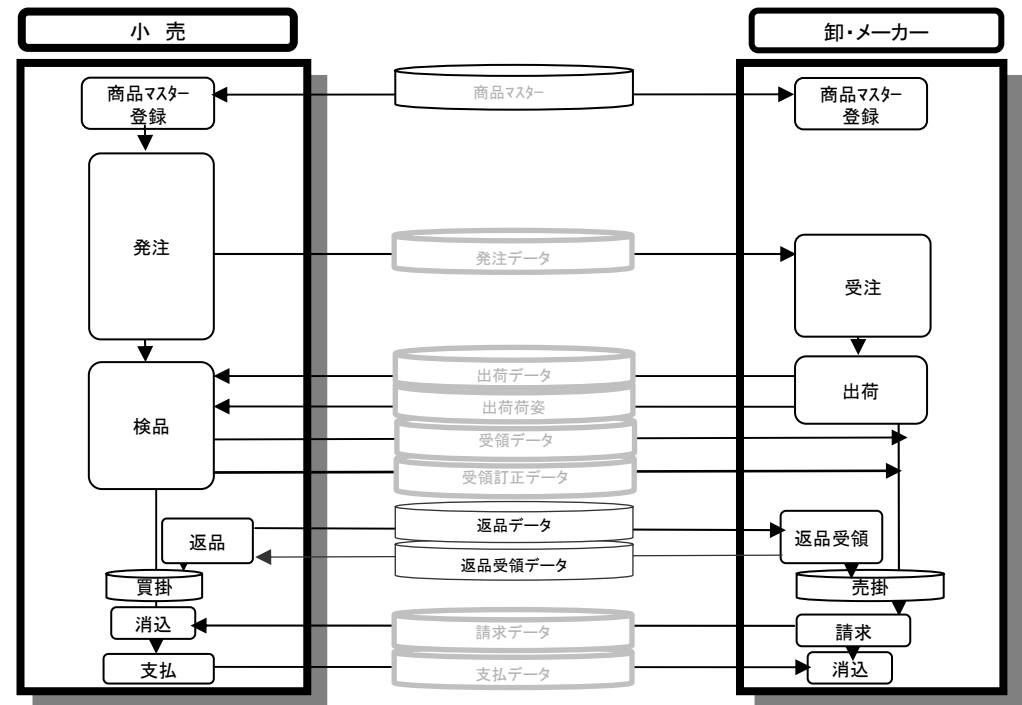 小 売
卸・メーカー
商品マスター
登録
商品マスター
商品マスター
登録
発注
発注データ
受注
検品
出荷データ
出荷荷姿
受領データ
受領訂正データ
出荷
返品
返品データ
返品受領データ
返品受領
買掛
売掛
消込
請求データ
請求
支払
支払データ
消込